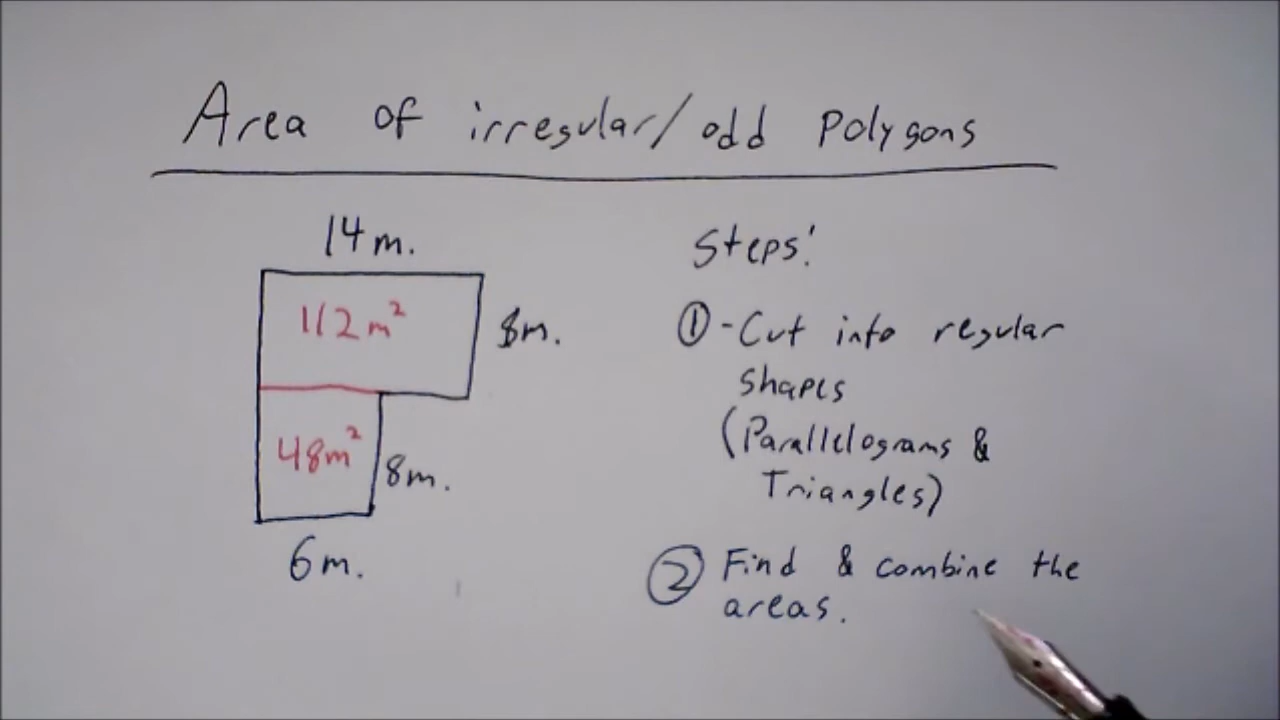 Area of irregular/odd Polygons
14m.
112m²
8m.
48m²
8m.
6m.
Steps:
① -Cut into regular
shapes
(Parallelograms &
Triangles)
② Find & combine the
areas.